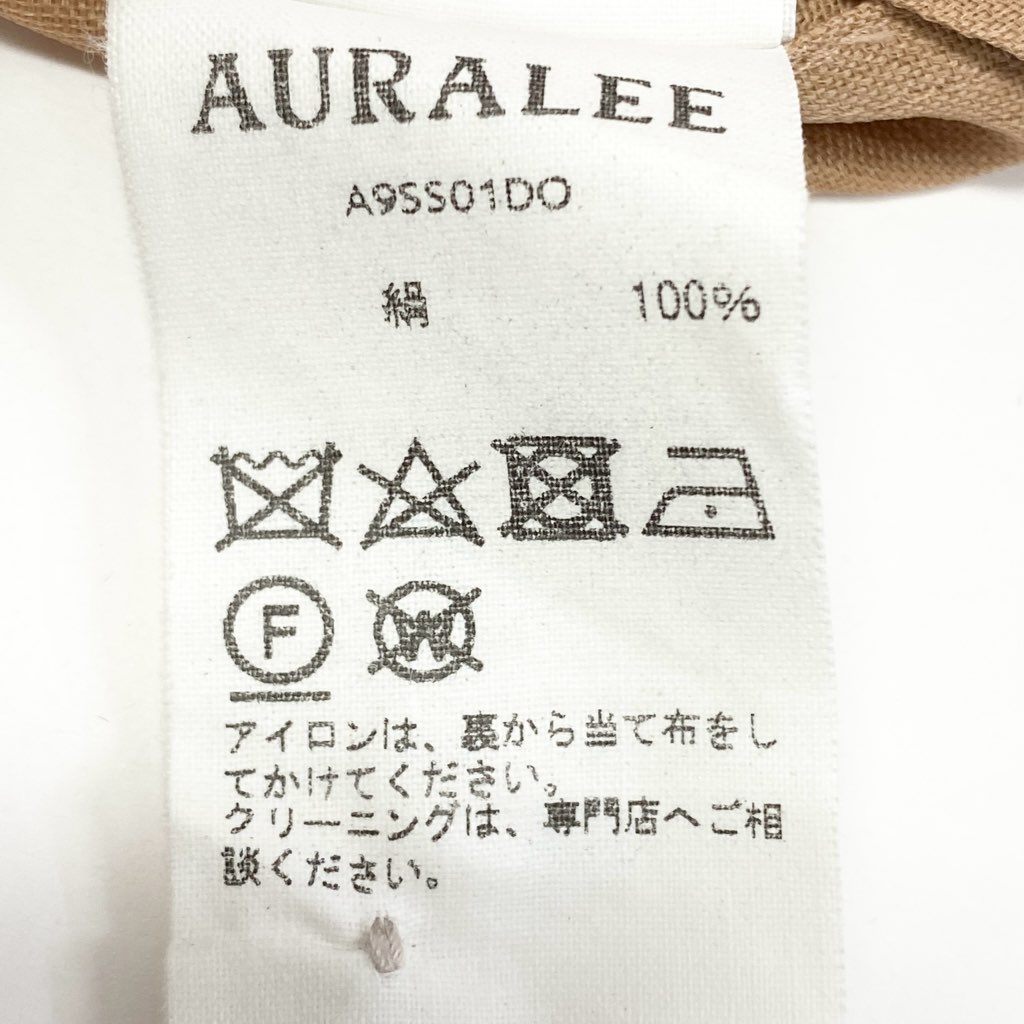 AURALEE
A9SS01DO
絹 100%
F
W
アイロンは、裏から当て布をし
てかけてください。
クリーニングは、専門店へご相
談ください。